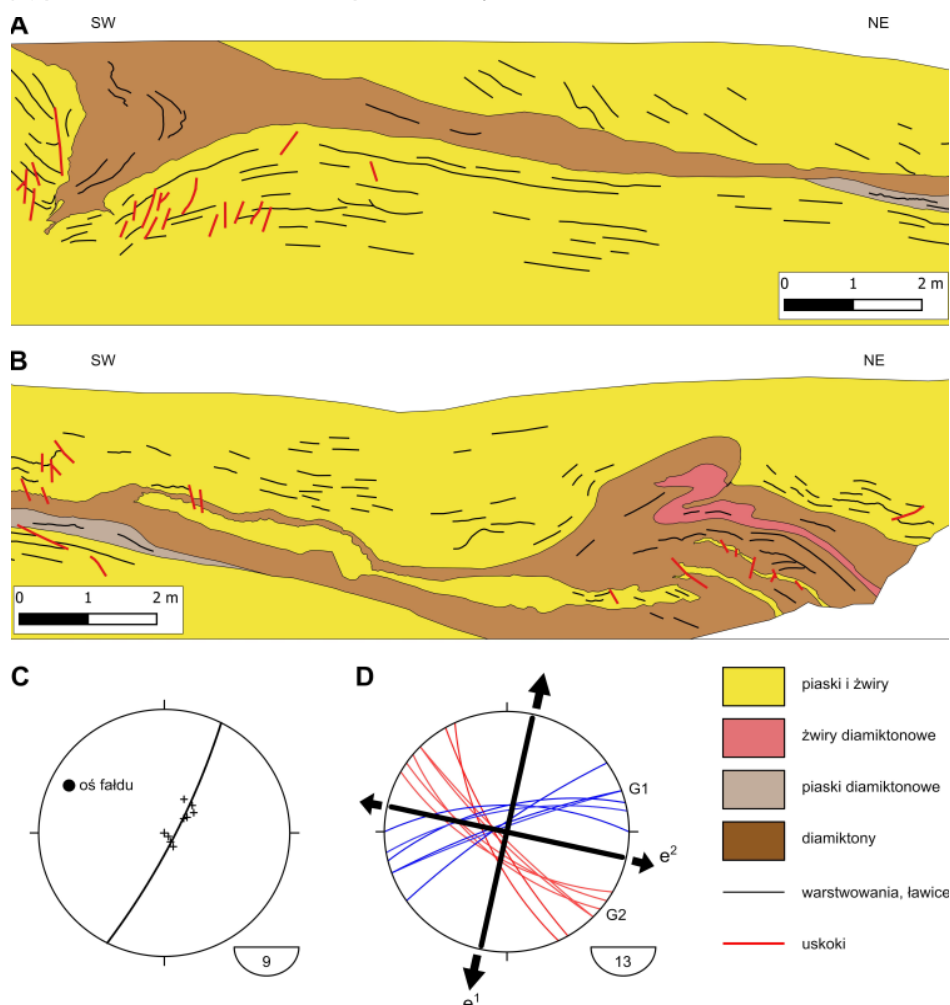 A
SW
NE
0 1 2 m
B
SW
NE
0 1 2 m
C
oś fałdu
9
D
G1
e²
G2
13
e¹
piaski i żwiry
żwiry diamiktonowe
piaski diamiktonowe
diamiktony
warstwowania, ławice
uskoki